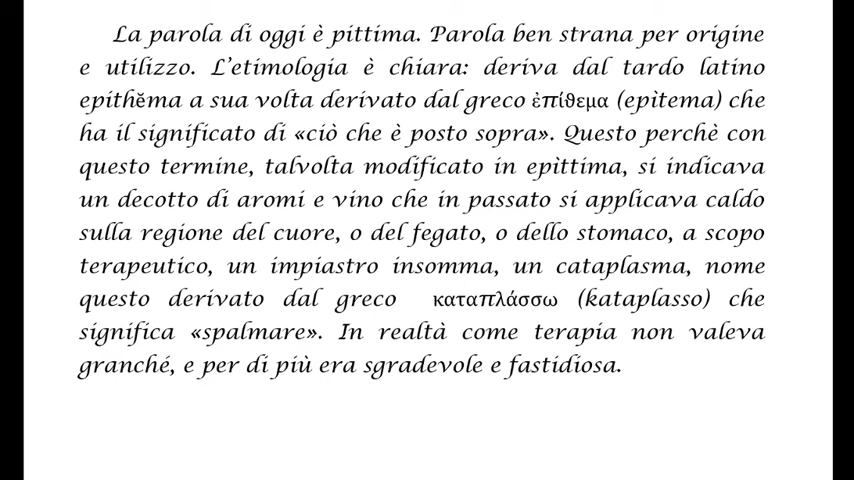 La parola di oggi è pittima. Parola ben strana per origine
e utilizzo. L'etimologia è chiara: deriva dal tardo latino
epithĕma a sua volta derivato dal greco ἐπίθεμα (epìtema) che
ha il significato di «ciò che è posto sopra». Questo perchè con
questo termine, talvolta modificato in epìttima, si indicava
un decotto di aromi e vino che in passato si applicava caldo
sulla regione del cuore, o del fegato, o dello stomaco, a scopo
terapeutico, un impiastro insomma, un cataplasma, nome
questo derivato dal greco καταπλάσσω (kataplasso) che
significa «spalmare». In realtà come terapia non valeva
granché, e per di più era sgradevole e fastidiosa.